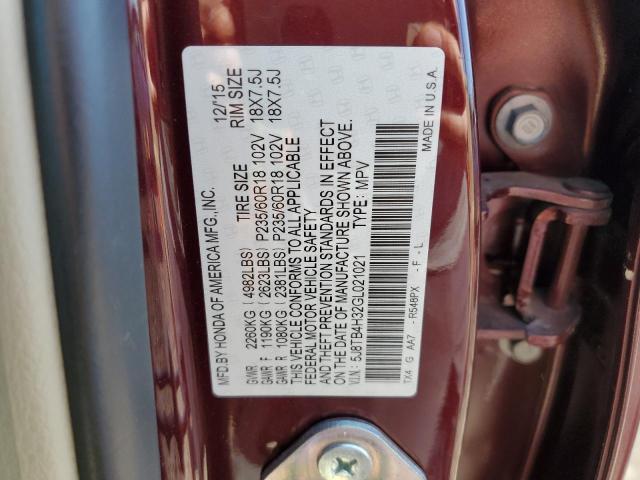 MFD.BY HONDA OF AMERICA MFG.,INC. 12/15
TIRE SIZE RIM SIZE
GVWR 2260KG (4982LBS)
GAWR F 1190KG (2623LBS) P235/60R18 102V 18X7.5J
GAWR R 1080KG (2381LBS) P235/60R18 102V 18X7.5J
THIS VEHICLE CONFORMS TO ALL APPLICABLE
FEDERAL MOTOR VEHICLE SAFETY
AND THEFT PREVENTION STANDARDS IN EFFECT
ON THE DATE OF MANUFACTURE SHOWN ABOVE.
V.I.N.: 5J8TB4H32GL021021 TYPE: MPV
TX4 G AA7 - R548PX - F - L
MADE IN U.S.A.